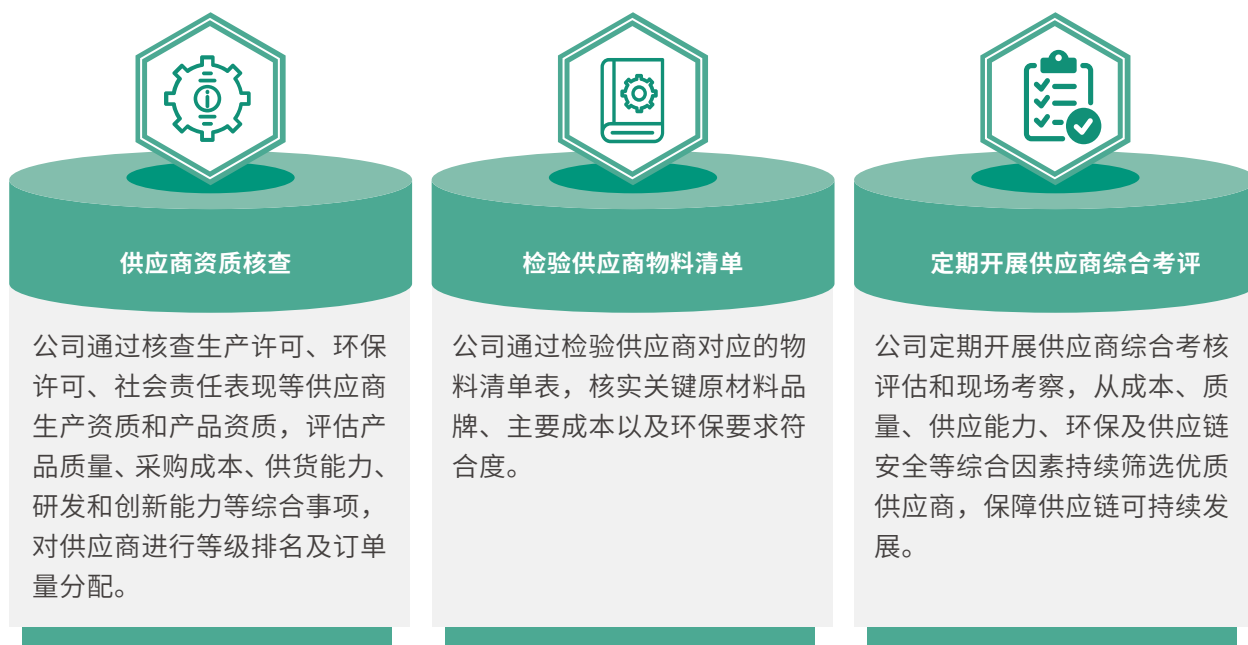 供应商资质核查
公司通过核查生产许可、环保
许可、社会责任表现等供应商
生产资质和产品资质，评估产
品质量、采购成本、供货能力、
研发和创新能力等综合事项，
对供应商进行等级排名及订单
量分配。
检验供应商物料清单
公司通过检验供应商对应的物
料清单表，核实关键原材料品
牌、主要成本以及环保要求符
合度。
定期开展供应商综合考评
公司定期开展供应商综合考核
评估和现场考察，从成本、质
量、供应能力、环保及供应链
安全等综合因素持续筛选优质
供应商，保障供应链可持续发
展。